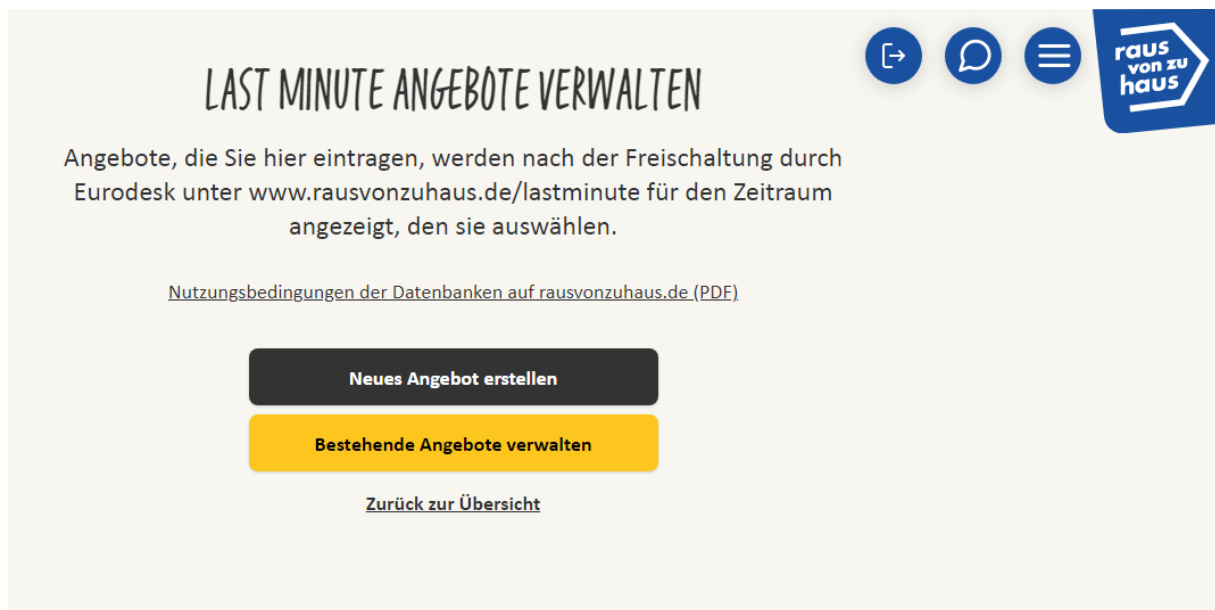 raus
von zu
haus
LAST MINUTE ANGEBOTE VERWALTEN
Angebote, die Sie hier eintragen, werden nach der Freischaltung durch
Eurodesk unter www.rausvonzuhaus.de/lastminute für den Zeitraum
angezeigt, den sie auswählen.
Nutzungsbedingungen der Datenbanken auf rausvonzuhaus.de (PDF)
Neues Angebot erstellen
Bestehende Angebote verwalten
Zurück zur Übersicht